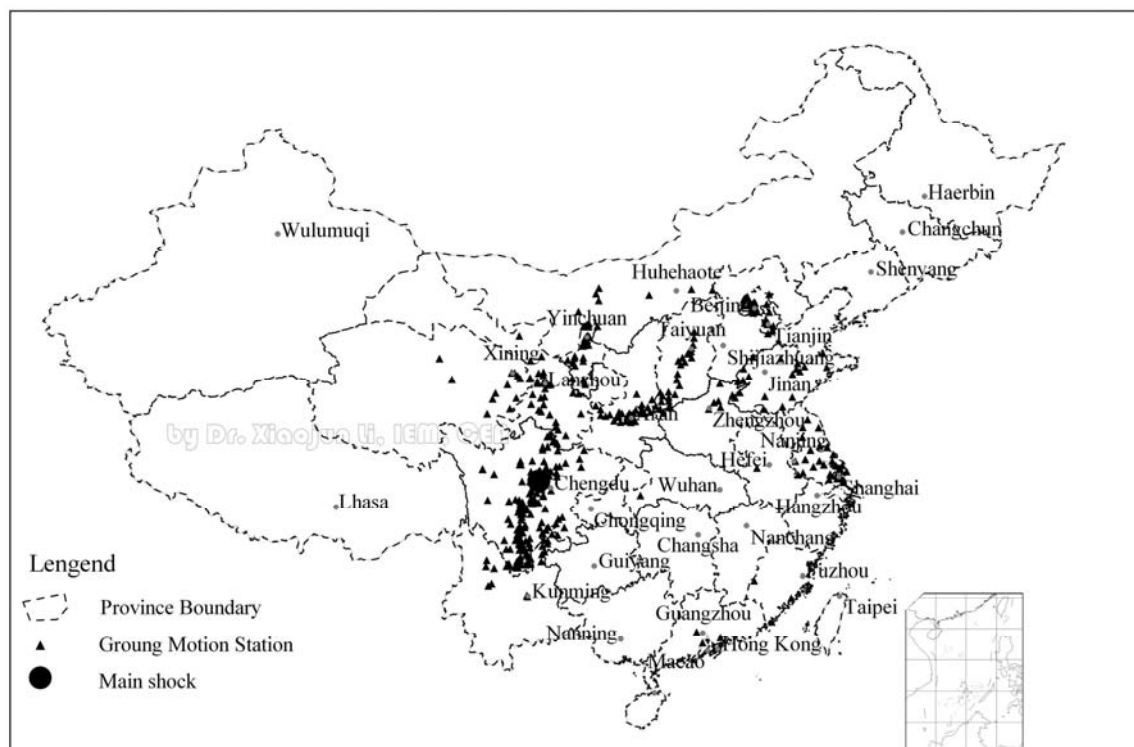 Haerbin
Changchun
Shenyang
Wulumuqi
Huhehaote
Beijing
Yinchuan
Taiyuan
Tianjin
Shijiazhuang
Xining
Lanzhou
Jinan
Zhengzhou
by Dr. Xiaojun Li, IEM, CEA
Nanjing
Hefei
Chengdu
Wuhan
Shanghai
Hangzhou
Lhasa
Chongqing
Changsha
Nanchang
Guiyang
Fuzhou
Kunming
Taipei
Guangzhou
Nanning
Hong Kong
Macao
Lengend
Province Boundary
Groung Motion Station
Main shock